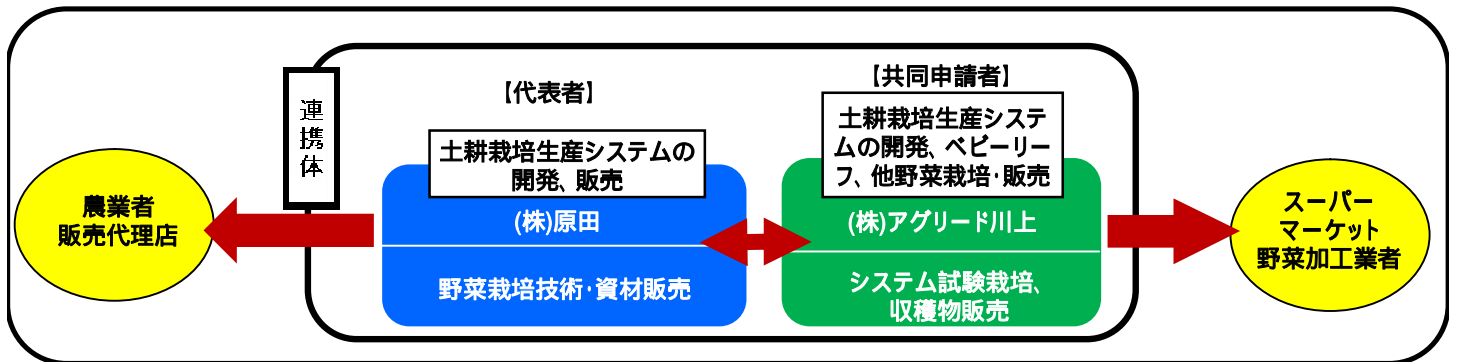 連
携
体
【代表者】
土耕栽培生産システムの
開発、販売
(株)原田
野菜栽培技術・資材販売
【共同申請者】
土耕栽培生産システ
ムの開発、ベビーリー
フ、他野菜栽培・販売
(株)アグリード川上
システム試験栽培、
収穫物販売
農業者
販売代理店
スーパー
マーケット
野菜加工業者